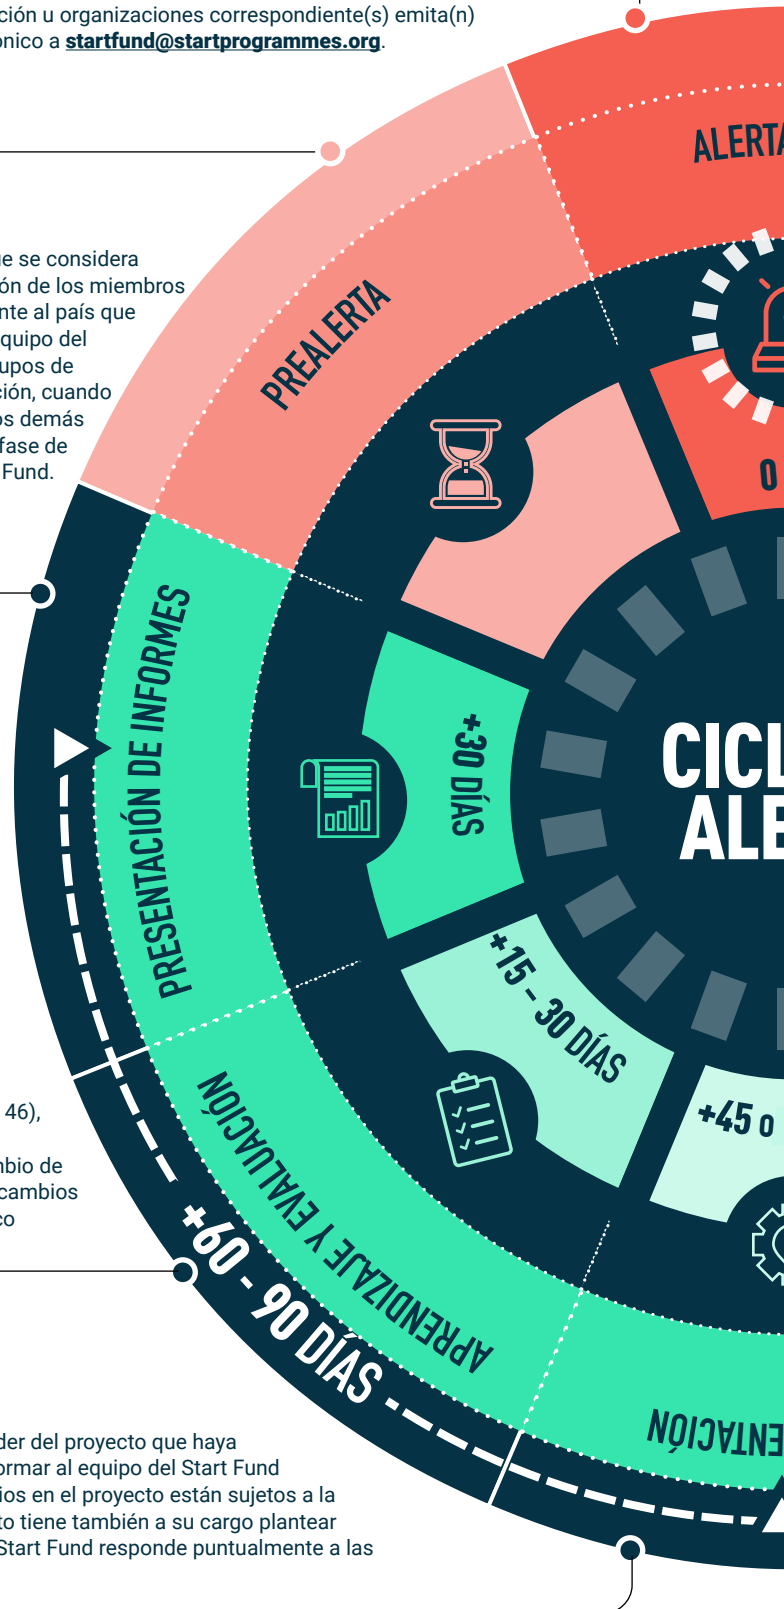 ción u organizaciones correspondiente(s) emita(n)
ónico a startfund@startprogrammes.org.
ALERTA
PREALERTA
ue se considera
ón de los miembros
nte al país que
quipo del
upos de
ción, cuando
os demás
fase de
Fund.
0
PRESENTACIÓN DE INFORMES
+30 DÍAS
CICL
ALE
+15 - 30 DÍAS
+45 o
46),
mbio de
cambios
co
APRENDIZAJE Y EVALUACIÓN
+60 - 90 DÍAS
ENTACIÓN
der del proyecto que haya
ormar al equipo del Start Fund
ios en el proyecto están sujetos a la
to tiene también a su cargo plantear
Start Fund responde puntualmente a las